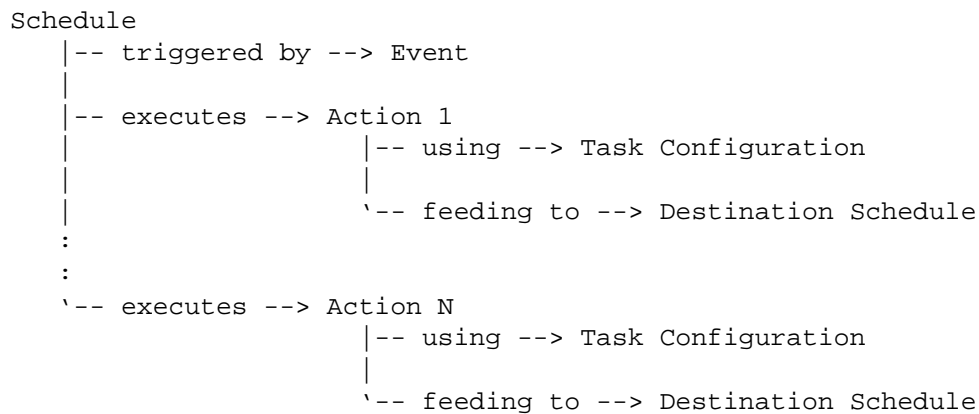 Schedule
   |-- triggered by --> Event
   |
   |-- executes --> Action 1
   |                   |-- using --> Task Configuration
   |                   |
   |                   `-- feeding to --> Destination Schedule
   :
   :
   `-- executes --> Action N
                       |-- using --> Task Configuration
                       |
                       `-- feeding to --> Destination Schedule